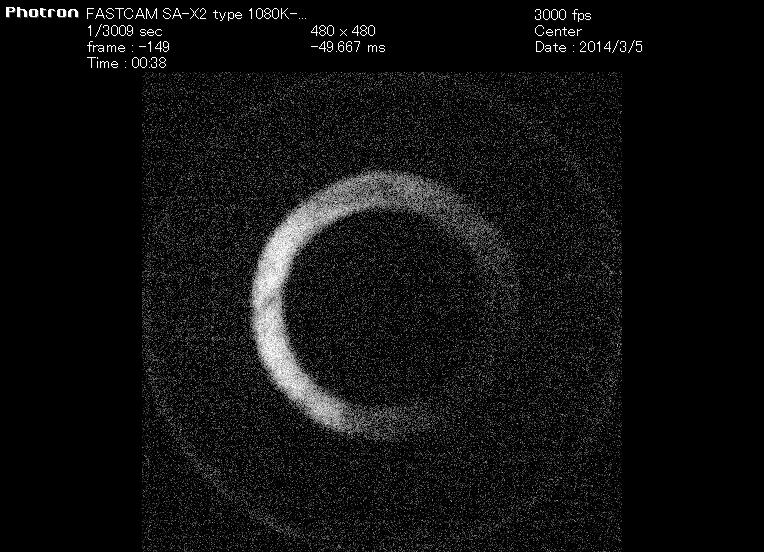 Photron FASTCAM SA-X2 type 1080K-... 3000 fps
1/3009 sec 480 x 480 Center
frame : -149 -49.667 ms Date : 2014/3/5
Time : 00:38